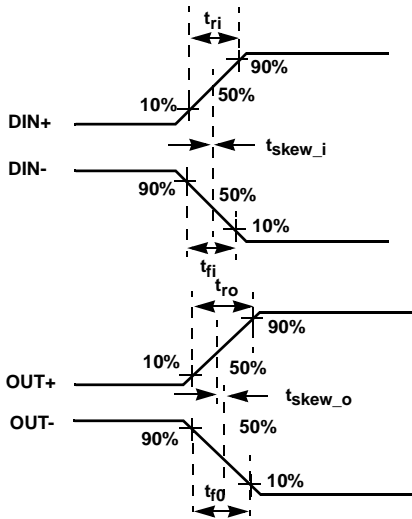 tri
90%
10%
50%
DIN+
tskew_i
DIN-
90%
50%
10%
tfi
tro
90%
10%
50%
OUT+
tskew_o
OUT-
50%
90%
10%
tf0